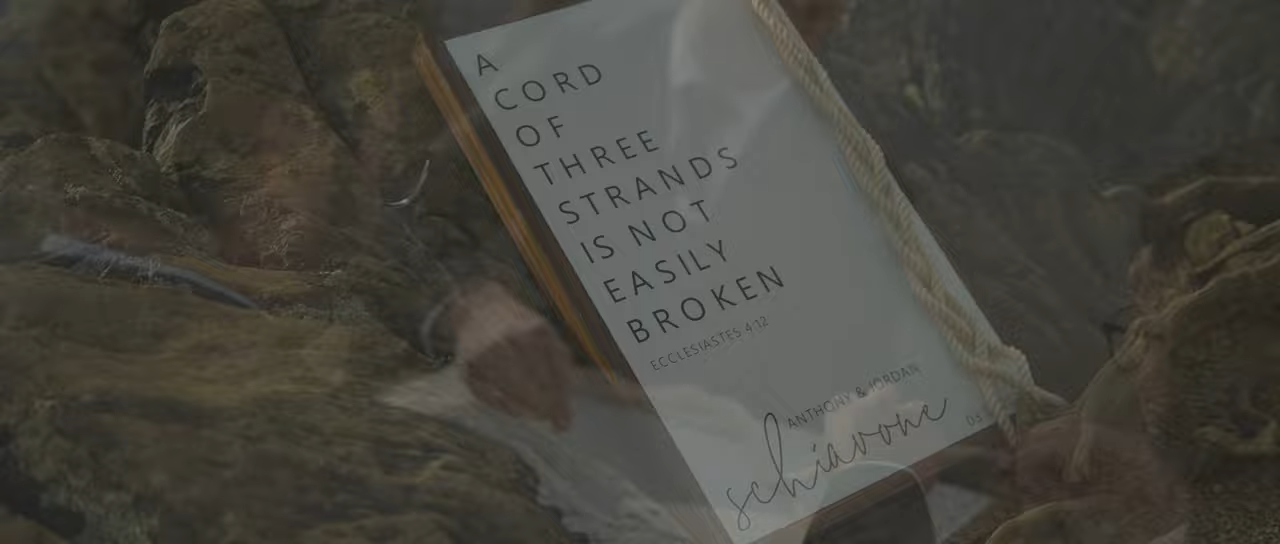 A
CORD
OF
THREE
STRANDS
IS NOT
EASILY
BROKEN
ECCLESIASTES 4:12
ANTHONY & JORDAN
schiavone